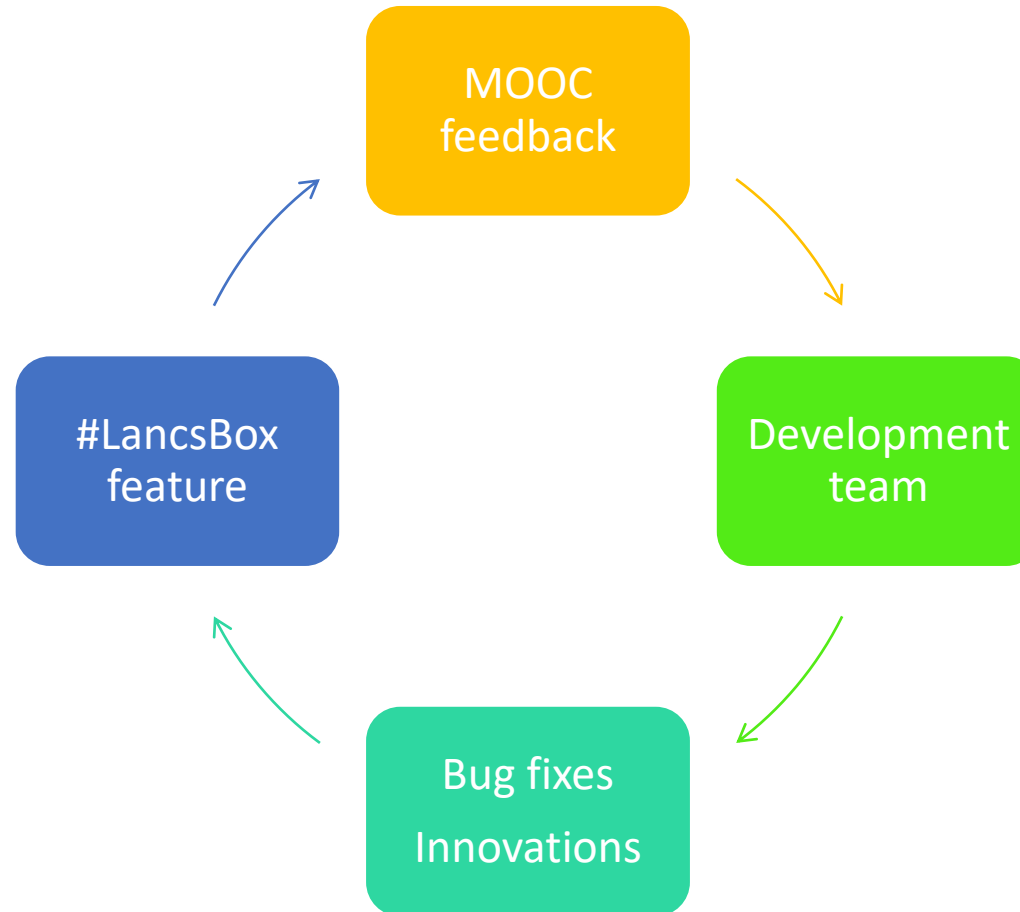 MOOC
feedback
#LancsBox
feature
Development
team
Bug fixes
Innovations